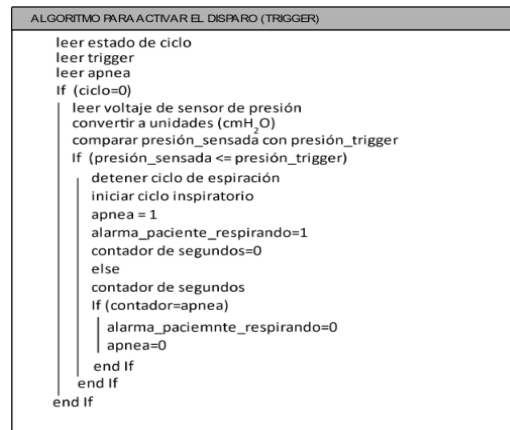 ALGORITMO PARA ACTIVAR EL DISPARO (TRIGGER)
leer estado de ciclo
leer trigger
leer apnea
If (ciclo=0)
leer voltaje de sensor de presión
convertir a unidades (cmH₂O)
comparar presión_sensada con presión_trigger
If (presión_sensada <= presión_trigger)
detener ciclo de espiración
iniciar ciclo inspiratorio
apnea = 1
alarma_paciente_respirando=1
contador de segundos=0
else
contador de segundos
If (contador=apnea)
alarma_paciemnte_respirando=0
apnea=0
end If
end If
end If